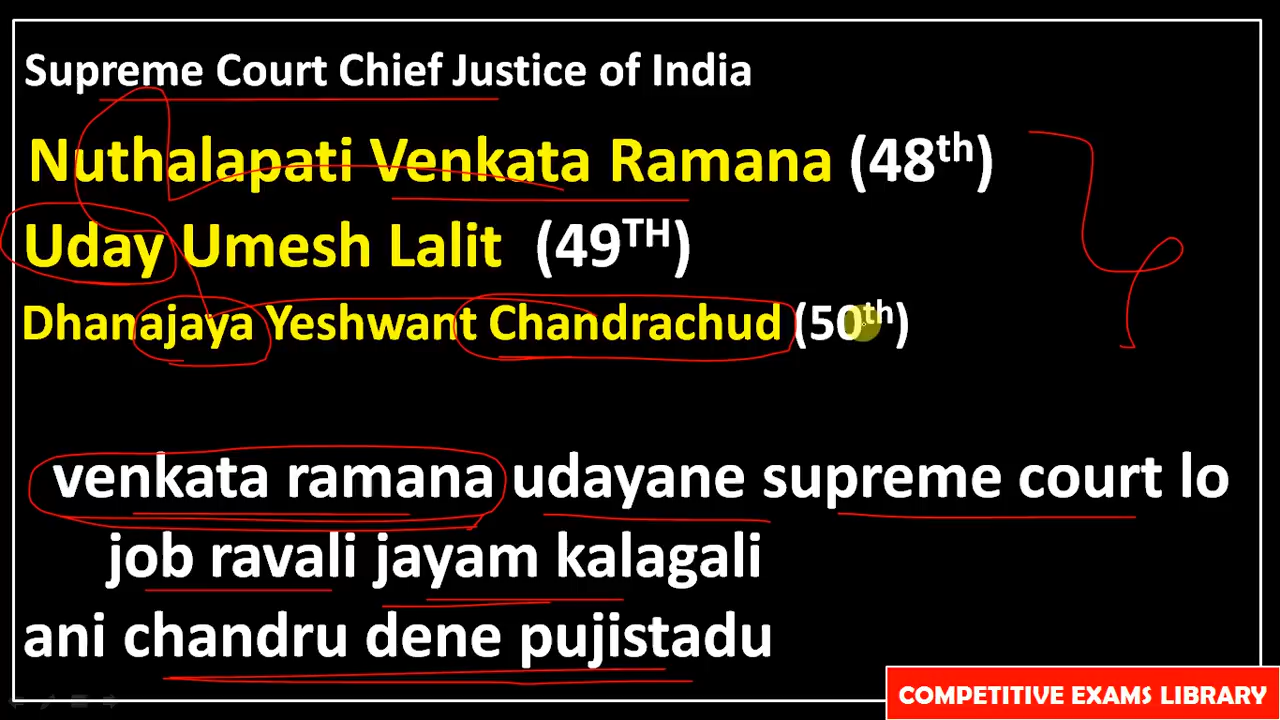 Supreme Court Chief Justice of India
Nuthalapati Venkata Ramana (48th)
Uday Umesh Lalit (49TH)
Dhanajaya Yeshwant Chandrachud (50th)
venkata ramana udayane supreme court lo
job ravali jayam kalagali
ani chandru dene pujistadu
COMPETITIVE EXAMS LIBRARY